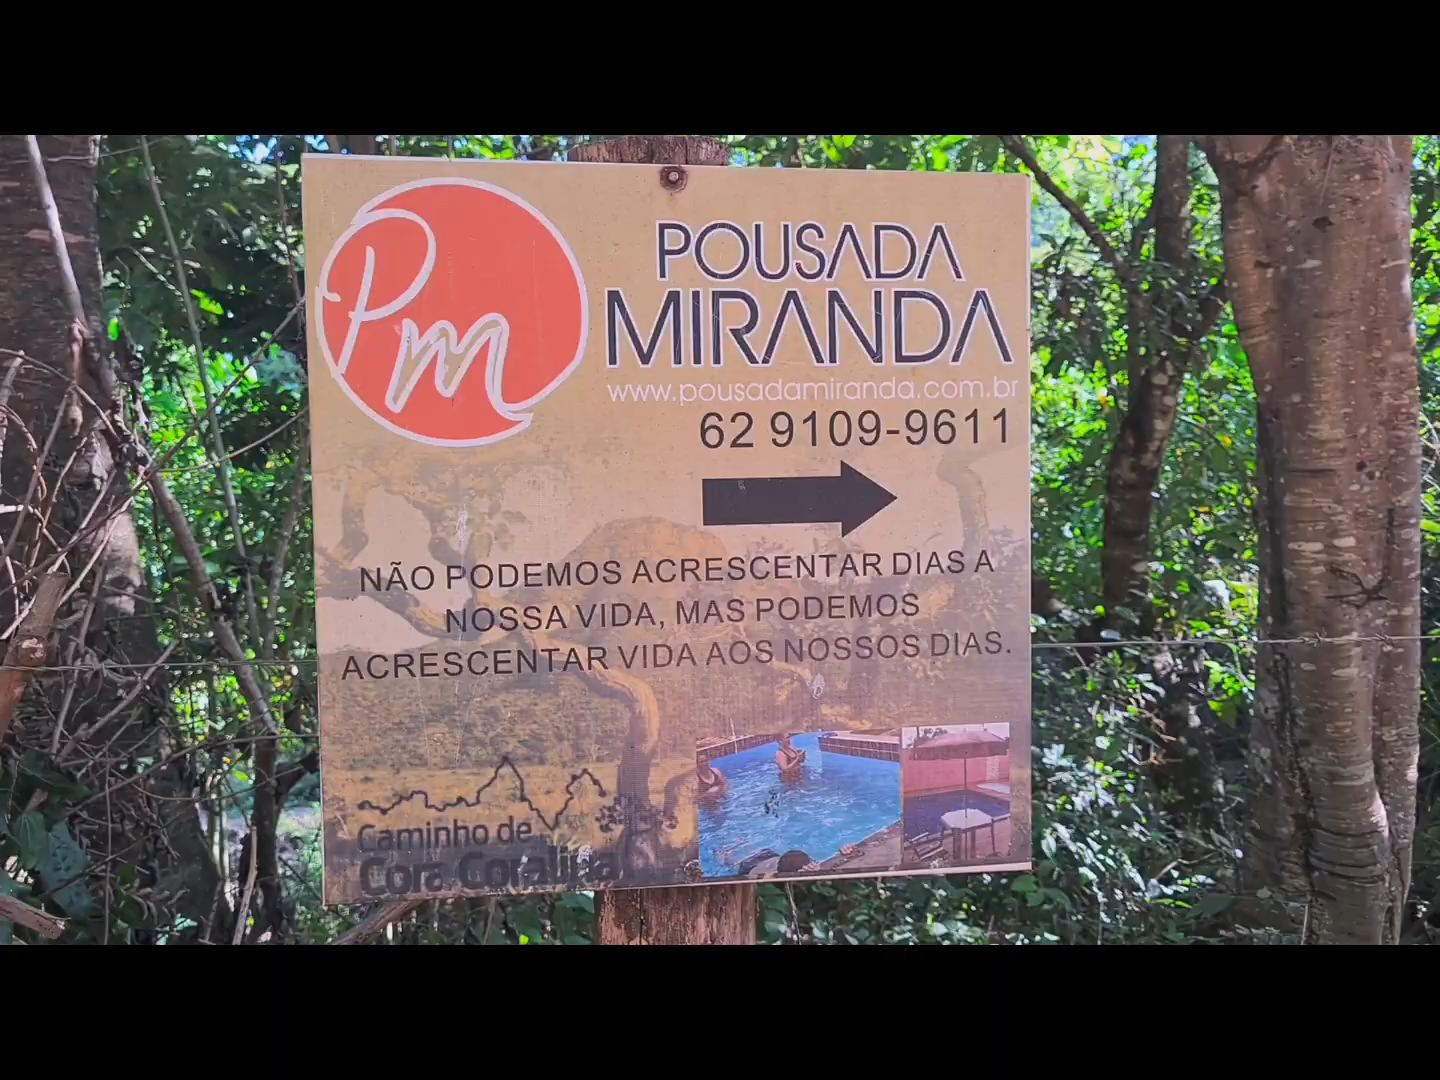 Pm
POUSADA
MIRANDA
www.pousadamiranda.com.br
62 9109-9611
NÃO PODEMOS ACRESCENTAR DIAS A
NOSSA VIDA, MAS PODEMOS
ACRESCENTAR VIDA AOS NOSSOS DIAS.
Caminho de
Cora Coralina